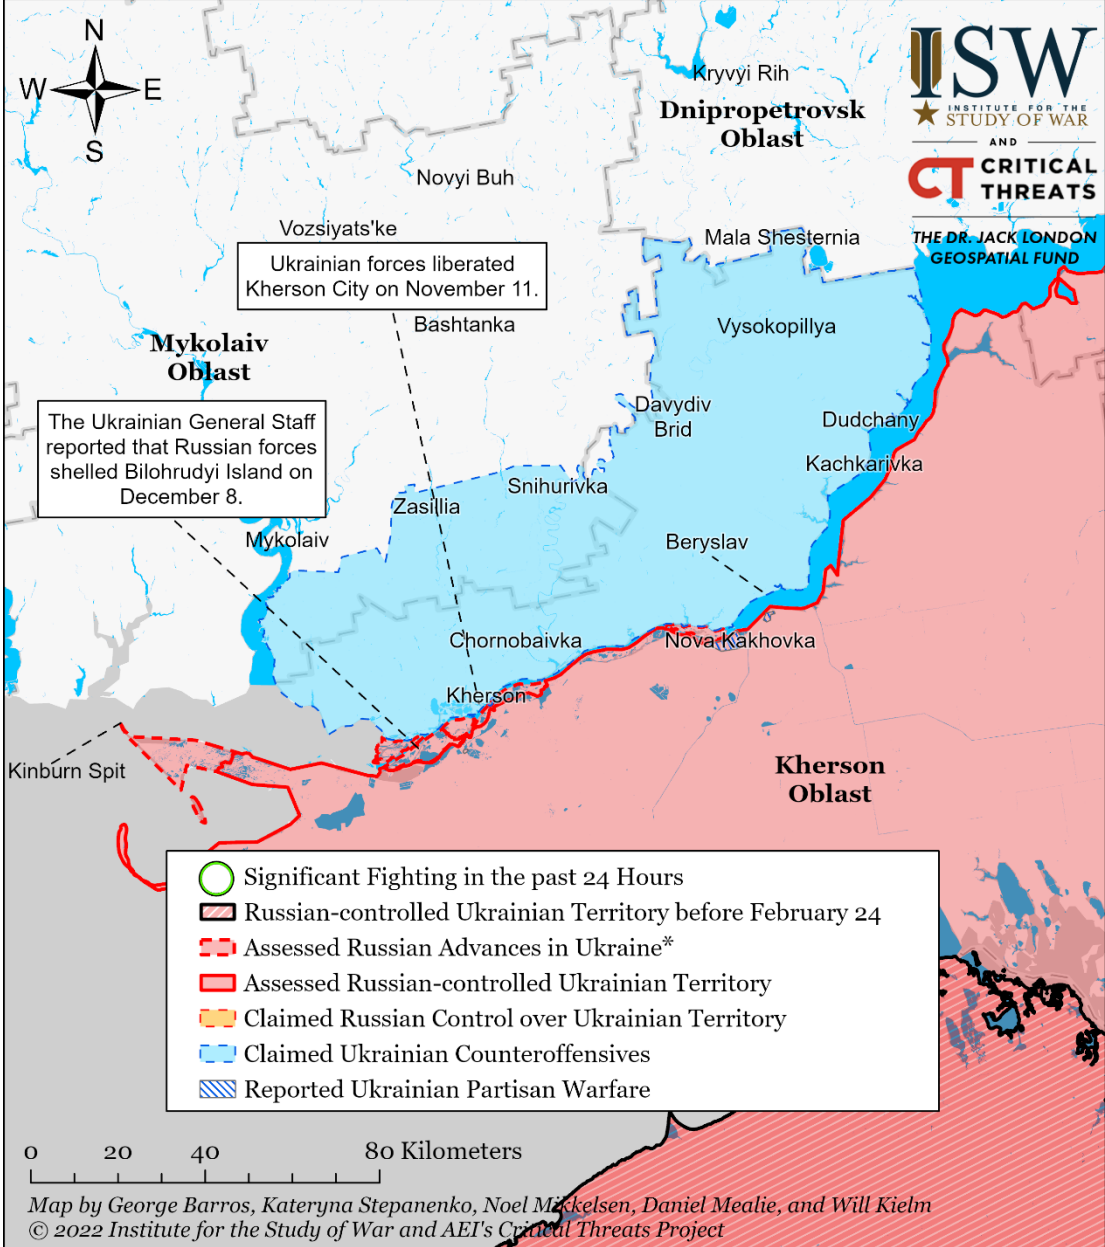 N
W
E
S
ISW
INSTITUTE FOR THE
STUDY OF WAR
AND
CT CRITICAL
THREATS
THE DR. JACK LONDON
GEOSPATIAL FUND
Kryvyi Rih
Dnipropetrovsk
Oblast
Novyi Buh
Vozsiyats'ke
Mala Shesternia
Ukrainian forces liberated
Kherson City on November 11.
Bashtanka
Vysokopillya
Mykolaiv
Oblast
Davydiv
Brid
Dudchany
The Ukrainian General Staff
reported that Russian forces
shelled Bilohrudyi Island on
December 8.
Kachkarivka
Snihurivka
Zasillia
Mykolaiv
Beryslav
Chornobaivka
Nova Kakhovka
Kherson
Kinburn Spit
Kherson
Oblast
Significant Fighting in the past 24 Hours
Russian-controlled Ukrainian Territory before February 24
Assessed Russian Advances in Ukraine*
Assessed Russian-controlled Ukrainian Territory
Claimed Russian Control over Ukrainian Territory
Claimed Ukrainian Counteroffensives
Reported Ukrainian Partisan Warfare
0 20 40 80 Kilometers
Map by George Barros, Kateryna Stepanenko, Noel Mikkelsen, Daniel Mealie, and Will Kielm
© 2022 Institute for the Study of War and AEI's Critical Threats Project